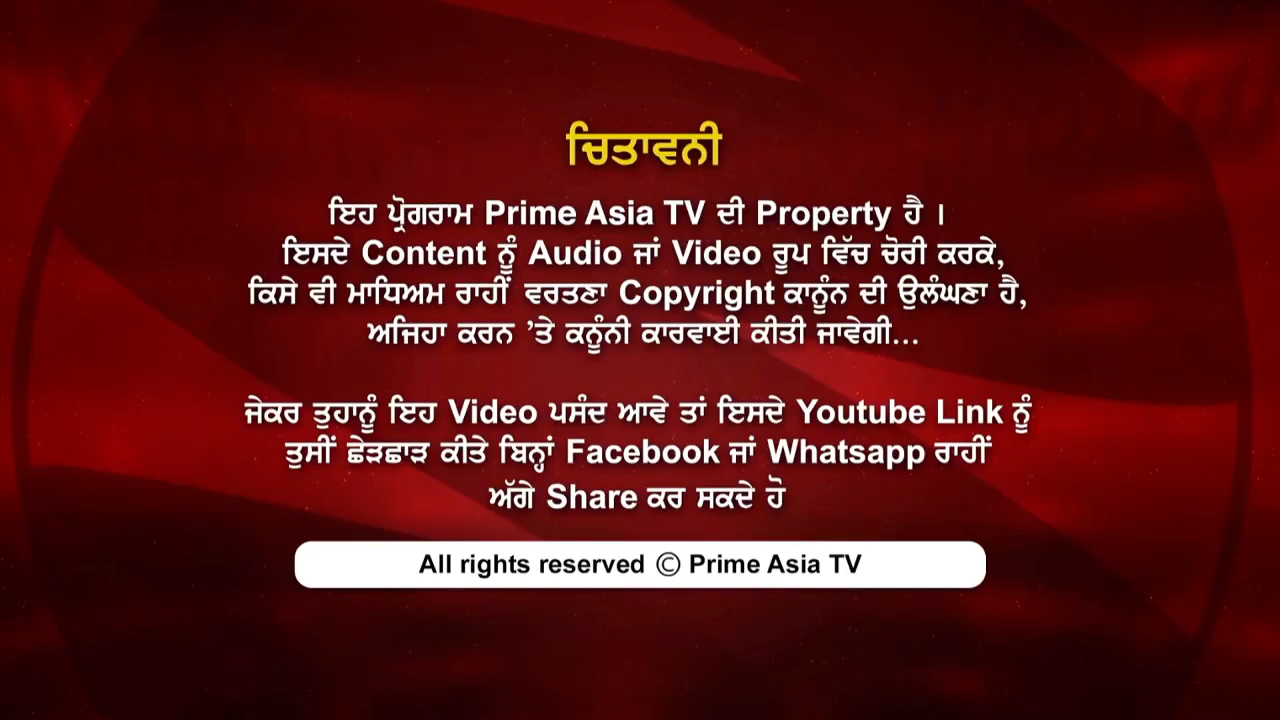 ਚਿਤਾਵਨੀ
ਇਹ ਪ੍ਰੋਗਰਾਮ Prime Asia TV ਦੀ Property ਹੈ ।
ਇਸਦੇ Content ਨੂੰ Audio ਜਾਂ Video ਰੂਪ ਵਿੱਚ ਚੋਰੀ ਕਰਕੇ,
ਕਿਸੇ ਵੀ ਮਾਧਿਅਮ ਰਾਹੀਂ ਵਰਤਣਾ Copyright ਕਾਨੂੰਨ ਦੀ ਉਲੰਘਣਾ ਹੈ,
ਅਜਿਹਾ ਕਰਨ ’ਤੇ ਕਨੂੰਨੀ ਕਾਰਵਾਈ ਕੀਤੀ ਜਾਵੇਗੀ...
ਜੇਕਰ ਤੁਹਾਨੂੰ ਇਹ Video ਪਸੰਦ ਆਵੇ ਤਾਂ ਇਸਦੇ Youtube Link ਨੂੰ
ਤੁਸੀਂ ਛੇੜਛਾੜ ਕੀਤੇ ਬਿਨ੍ਹਾਂ Facebook ਜਾਂ Whatsapp ਰਾਹੀਂ
ਅੱਗੇ Share ਕਰ ਸਕਦੇ ਹੋ
All rights reserved © Prime Asia TV